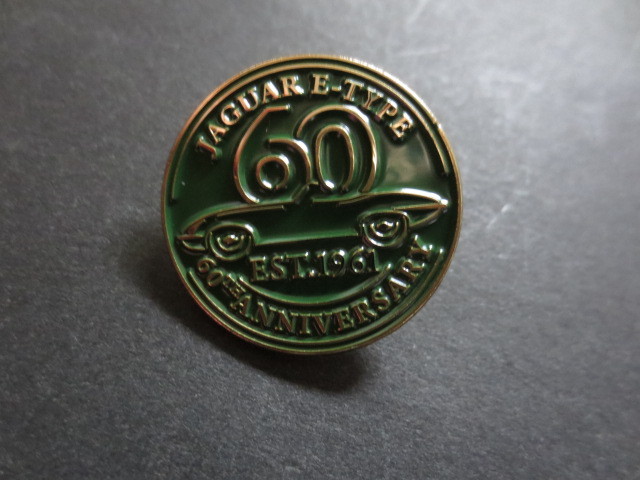 JAGUAR E-TYPE
60
EST.1961
60TH ANNIVERSARY